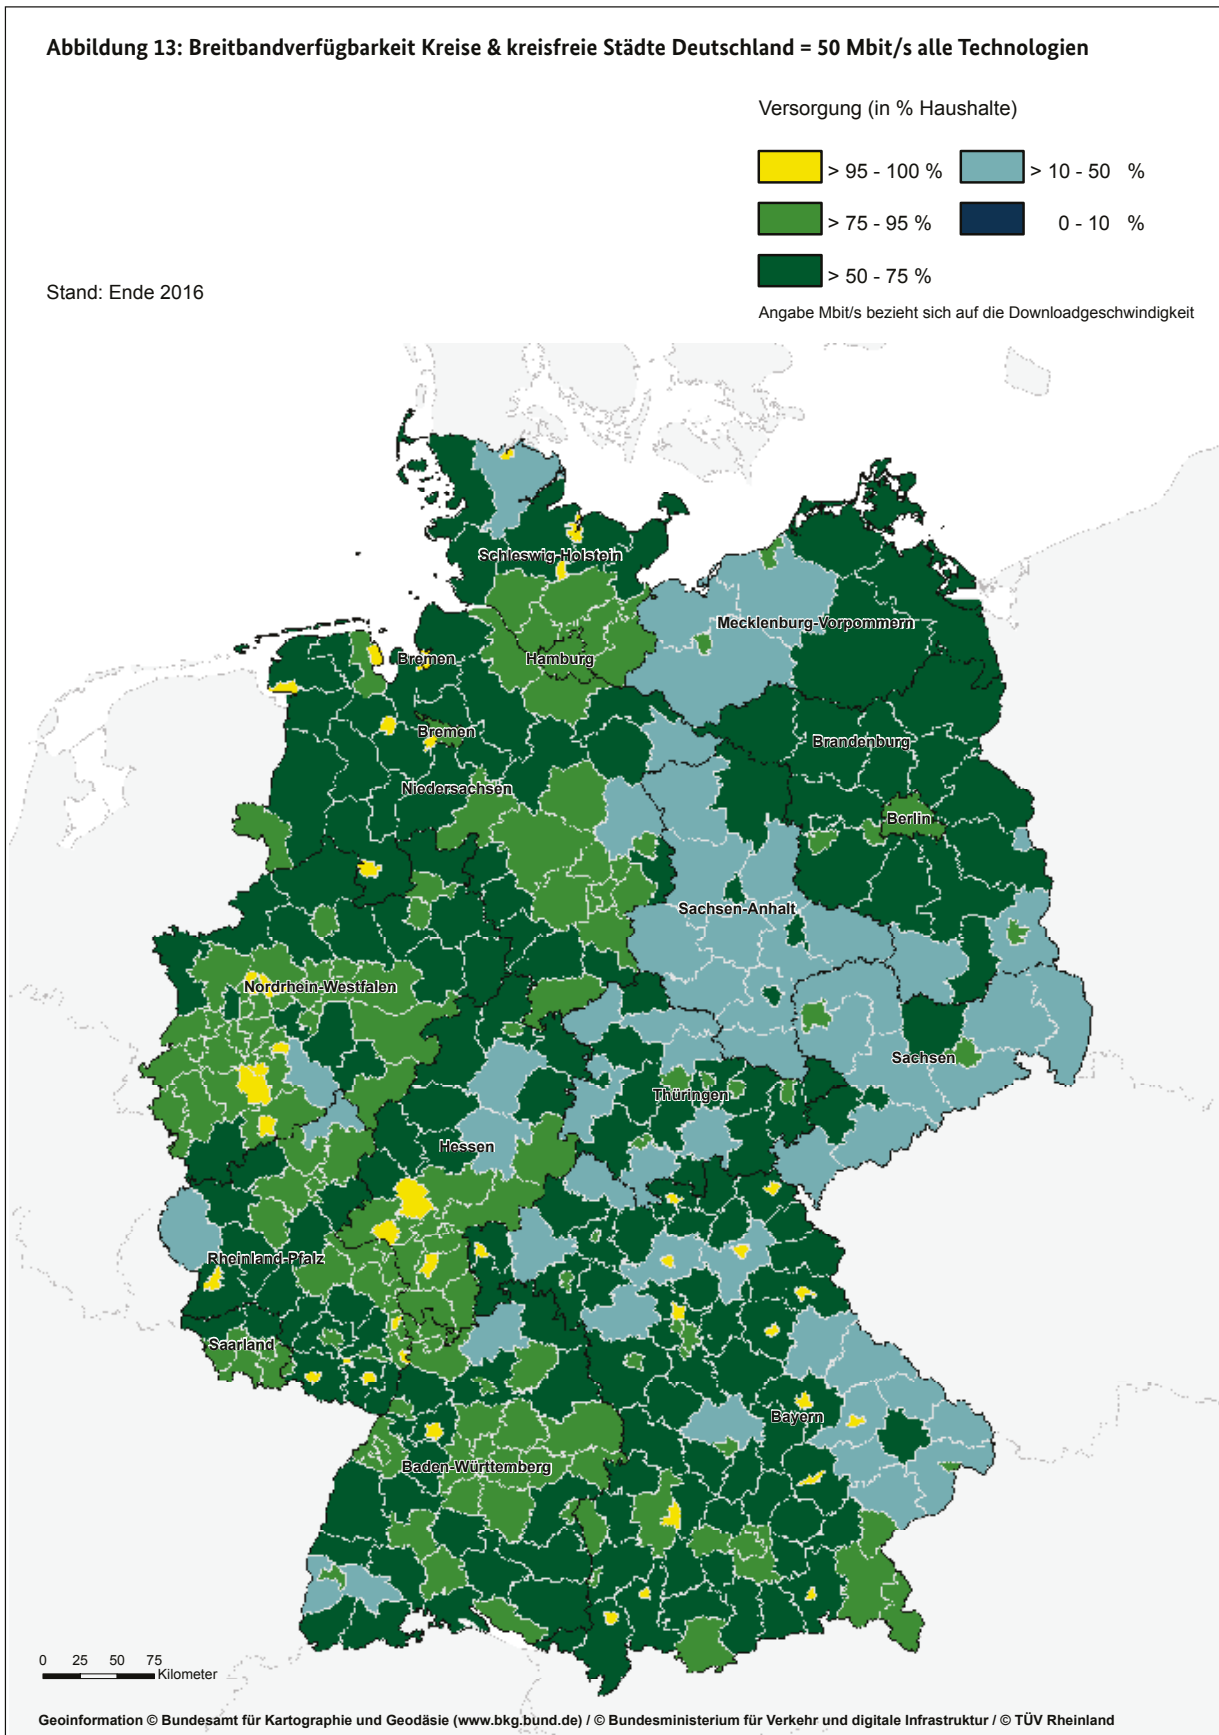 Abbildung 13: Breitbandverfügbarkeit Kreise & kreisfreie Städte Deutschland = 50 Mbit/s alle Technologien
Versorgung (in % Haushalte)
> 95 - 100 %
> 10 - 50 %
> 75 - 95 %
0 - 10 %
> 50 - 75 %
Stand: Ende 2016
Angabe Mbit/s bezieht sich auf die Downloadgeschwindigkeit
Schleswig-Holstein
Mecklenburg-Vorpommern
Bremen
Hamburg
Bremen
Brandenburg
Niedersachsen
Berlin
Sachsen-Anhalt
Nordrhein-Westfalen
Sachsen
Thüringen
Hessen
Rheinland-Pfalz
Saarland
Bayern
Baden-Württemberg
0 25 50 75
Kilometer
Geoinformation © Bundesamt für Kartographie und Geodäsie (www.bkg.bund.de) / © Bundesministerium für Verkehr und digitale Infrastruktur / © TÜV Rheinland